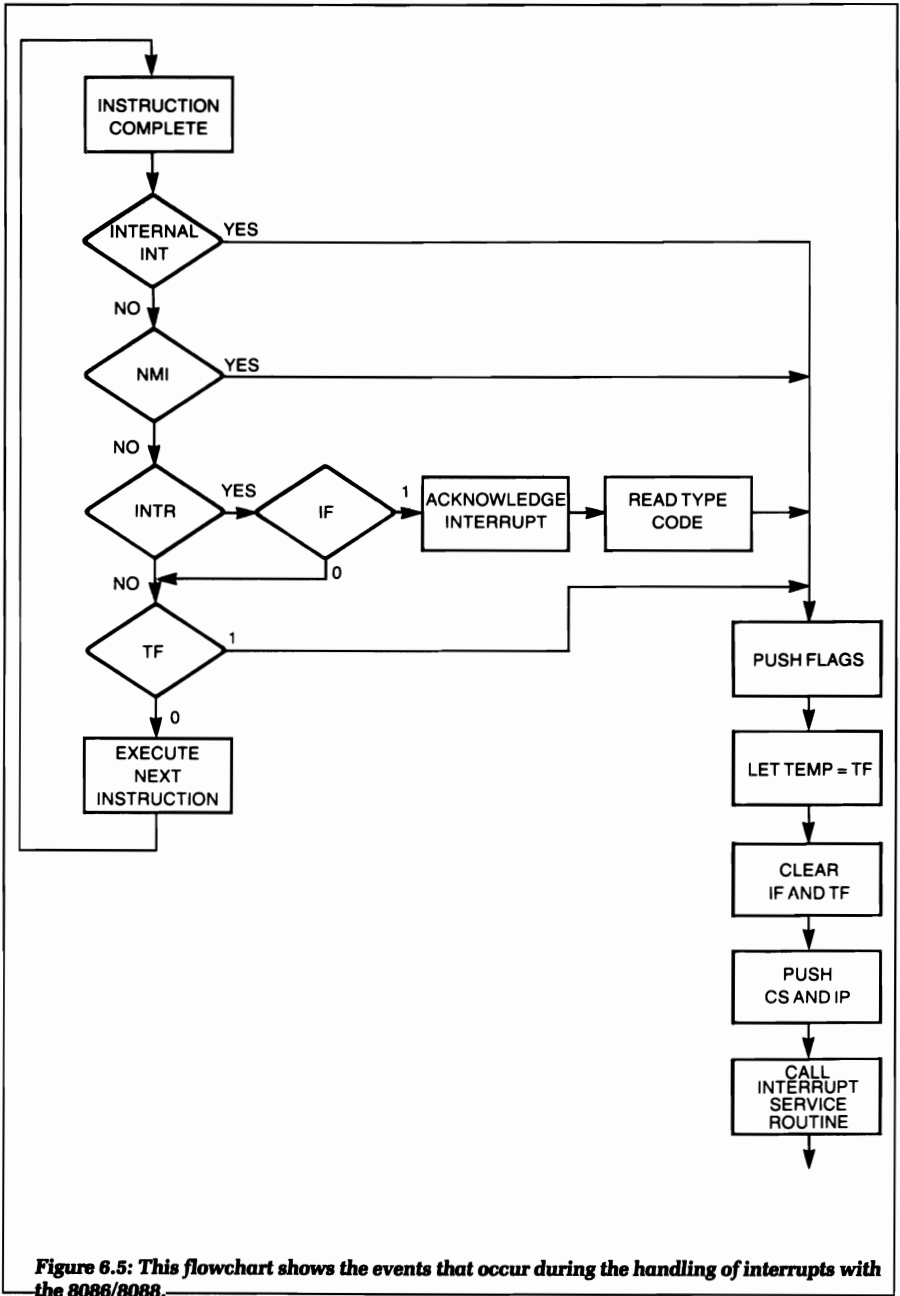 INSTRUCTION
COMPLETE
INTERNAL
INT
YES
NO
NMI
YES
NO
INTR
YES
IF
1
ACKNOWLEDGE
INTERRUPT
READ TYPE
CODE
0
NO
TF
1
0
EXECUTE
NEXT
INSTRUCTION
PUSH FLAGS
LET TEMP = TF
CLEAR
IF AND TF
PUSH
CS AND IP
CALL
INTERRUPT
SERVICE
ROUTINE
Figure 6.5: This flowchart shows the events that occur during the handling of interrupts with
the 8086/8088.